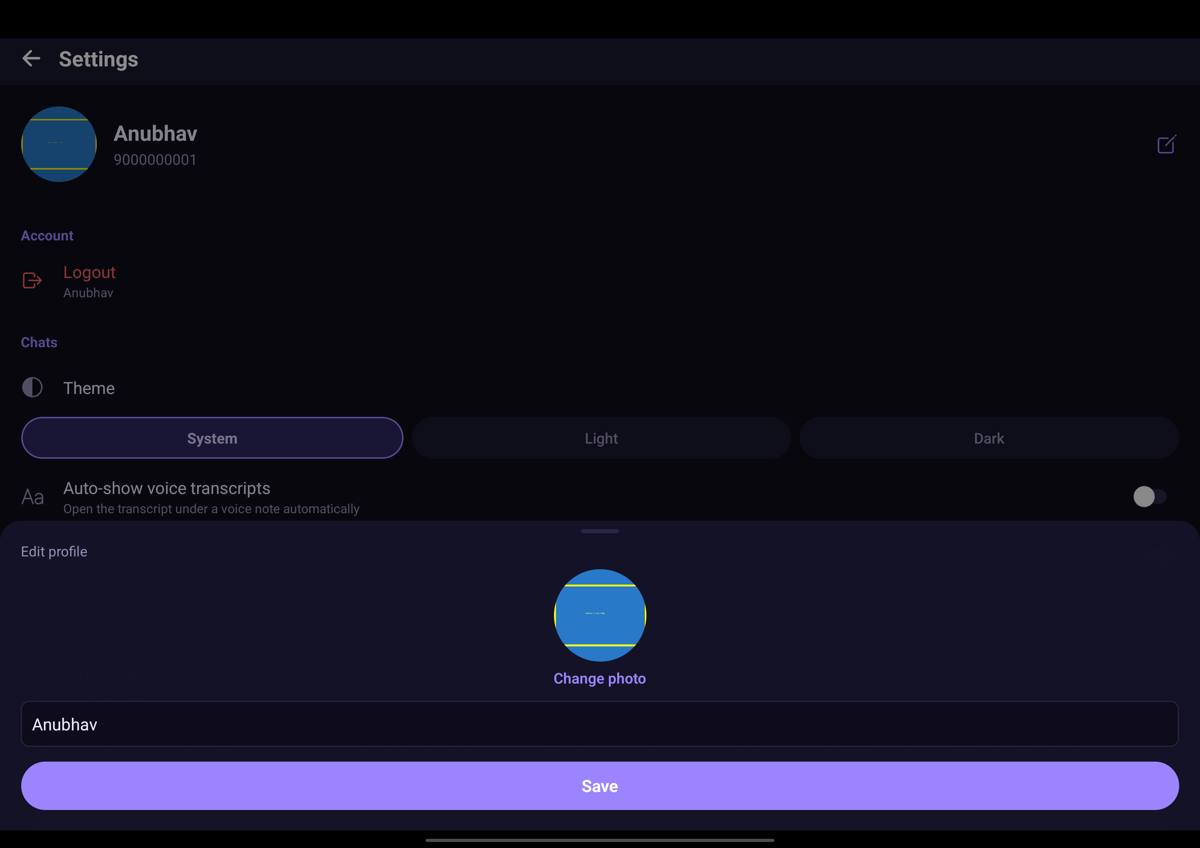 Settings
Anubhav
9000000001
Account
Logout
Anubhav
Chats
Theme
System
Light
Dark
Aa
Auto-show voice transcripts
Open the transcript under a voice note automatically
Edit profile
Change photo
Anubhav
Save